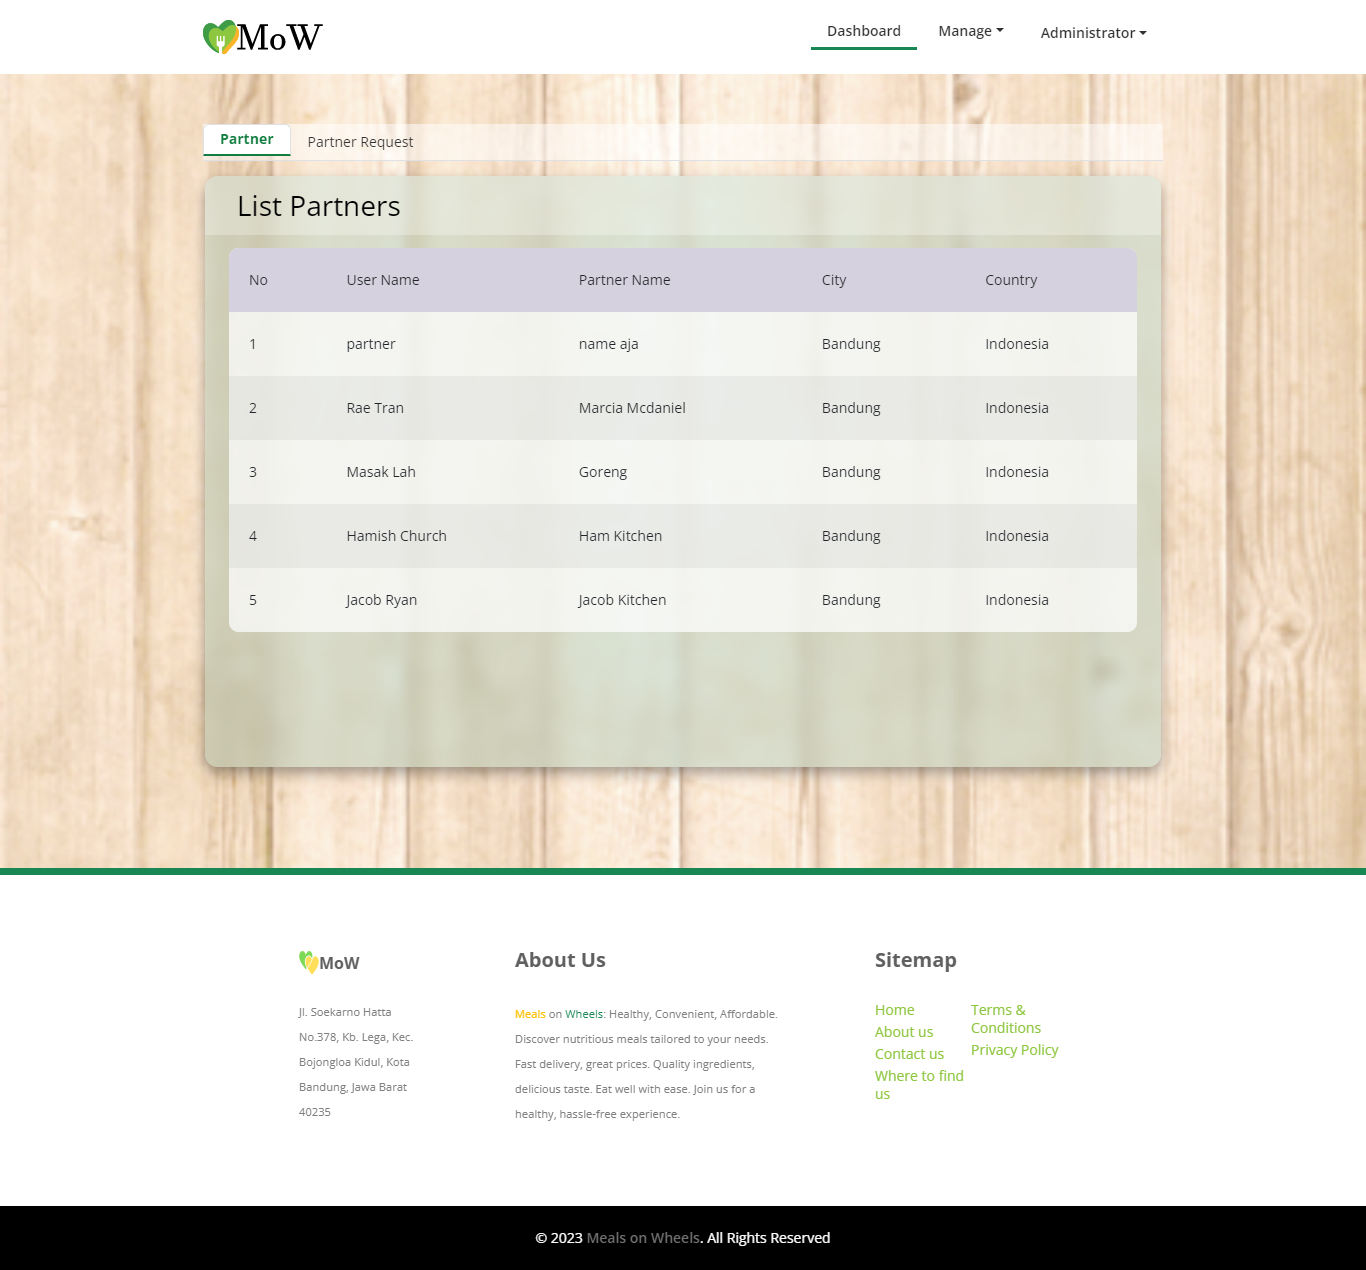 MoW
Dashboard Manage Administrator
Partner Partner Request
List Partners
No User Name Partner Name City Country
1 partner name aja Bandung Indonesia
2 Rae Tran Marcia Mcdaniel Bandung Indonesia
3 Masak Lah Goreng Bandung Indonesia
4 Hamish Church Ham Kitchen Bandung Indonesia
5 Jacob Ryan Jacob Kitchen Bandung Indonesia
MoW
Jl. Soekarno Hatta
No.378, Kb. Lega, Kec.
Bojongloa Kidul, Kota
Bandung, Jawa Barat
40235
About Us
Meals on Wheels: Healthy, Convenient, Affordable.
Discover nutritious meals tailored to your needs.
Fast delivery, great prices. Quality ingredients,
delicious taste. Eat well with ease. Join us for a
healthy, hassle-free experience.
Sitemap
Home
About us
Contact us
Where to find
us
Terms &
Conditions
Privacy Policy
© 2023 Meals on Wheels. All Rights Reserved